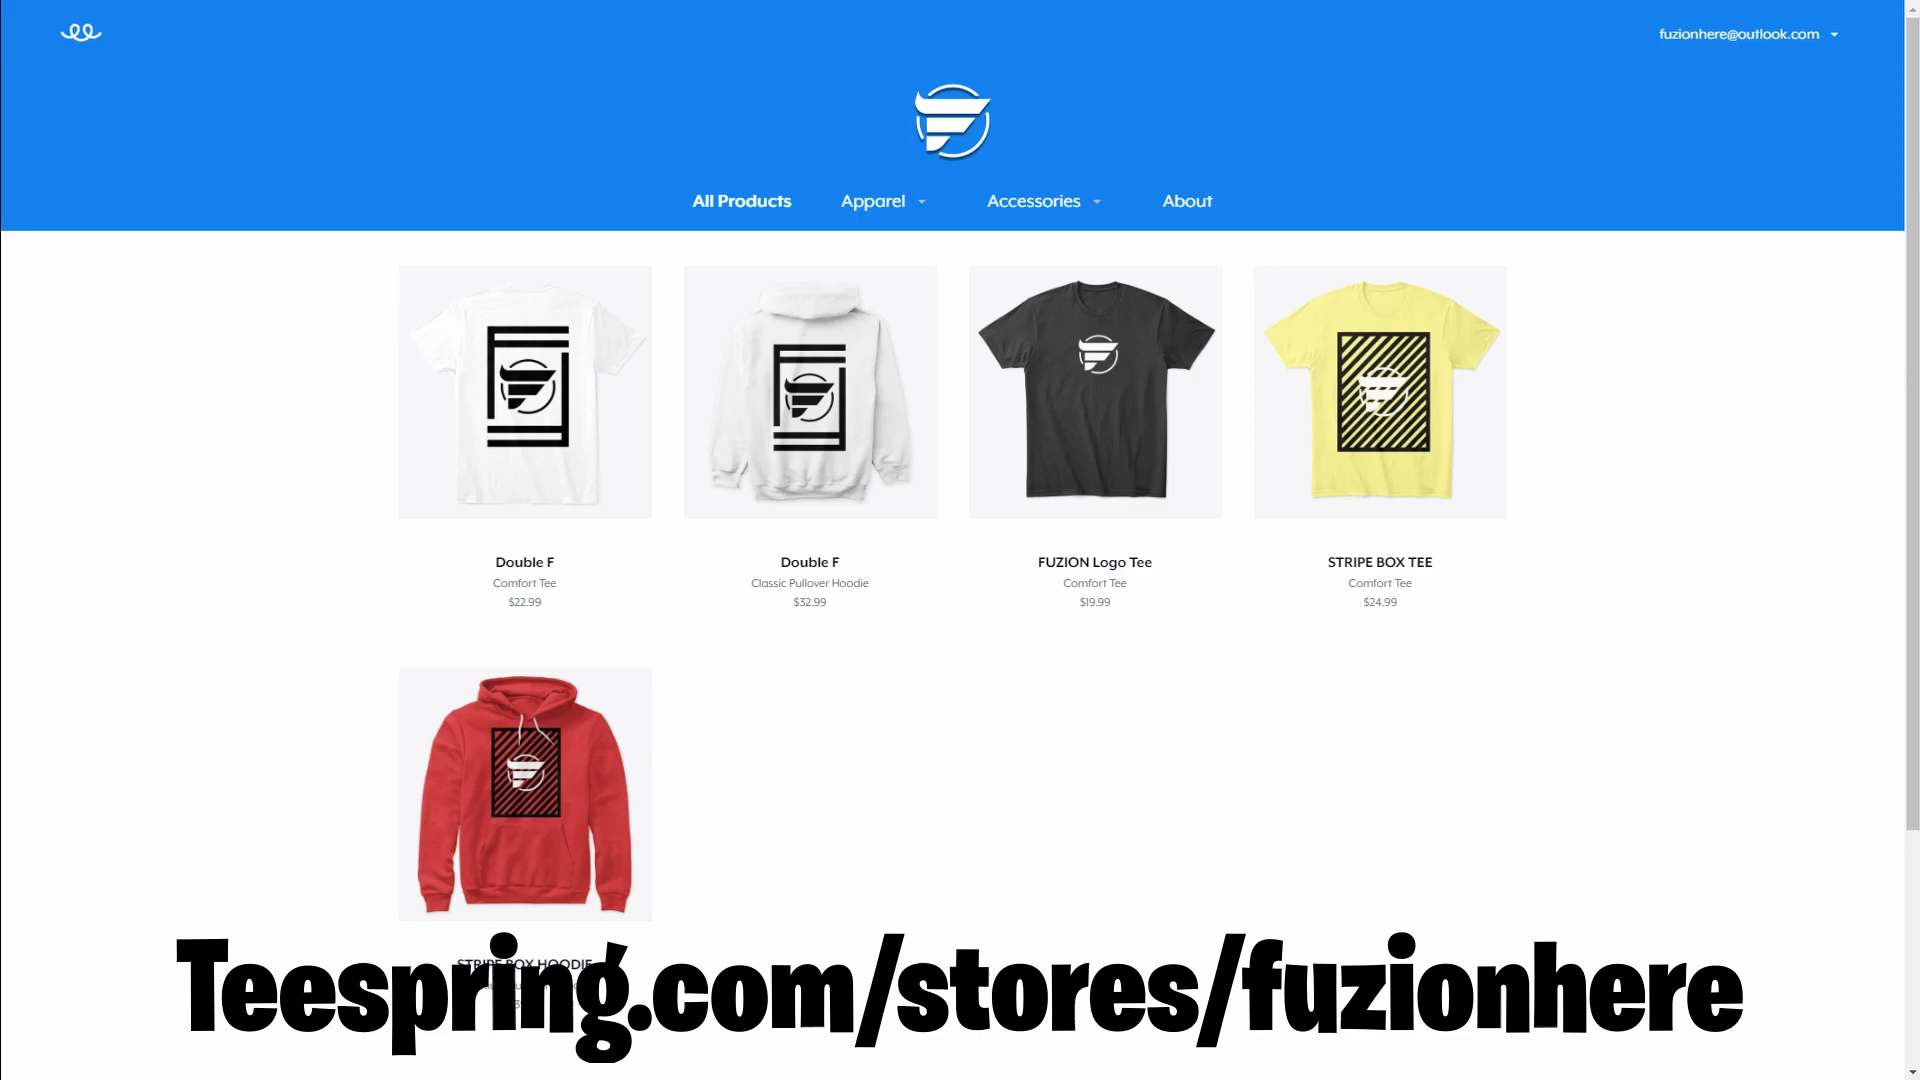 fuzionhere@outlook.com
All Products Apparel Accessories About
Double F
Comfort Tee
$22.99
Double F
Classic Pullover Hoodie
$32.99
FUZION Logo Tee
Comfort Tee
$19.99
STRIPE BOX TEE
Comfort Tee
$24.99
STRIPE BOX HOODIE
Teespring.com/stores/fuzionhere